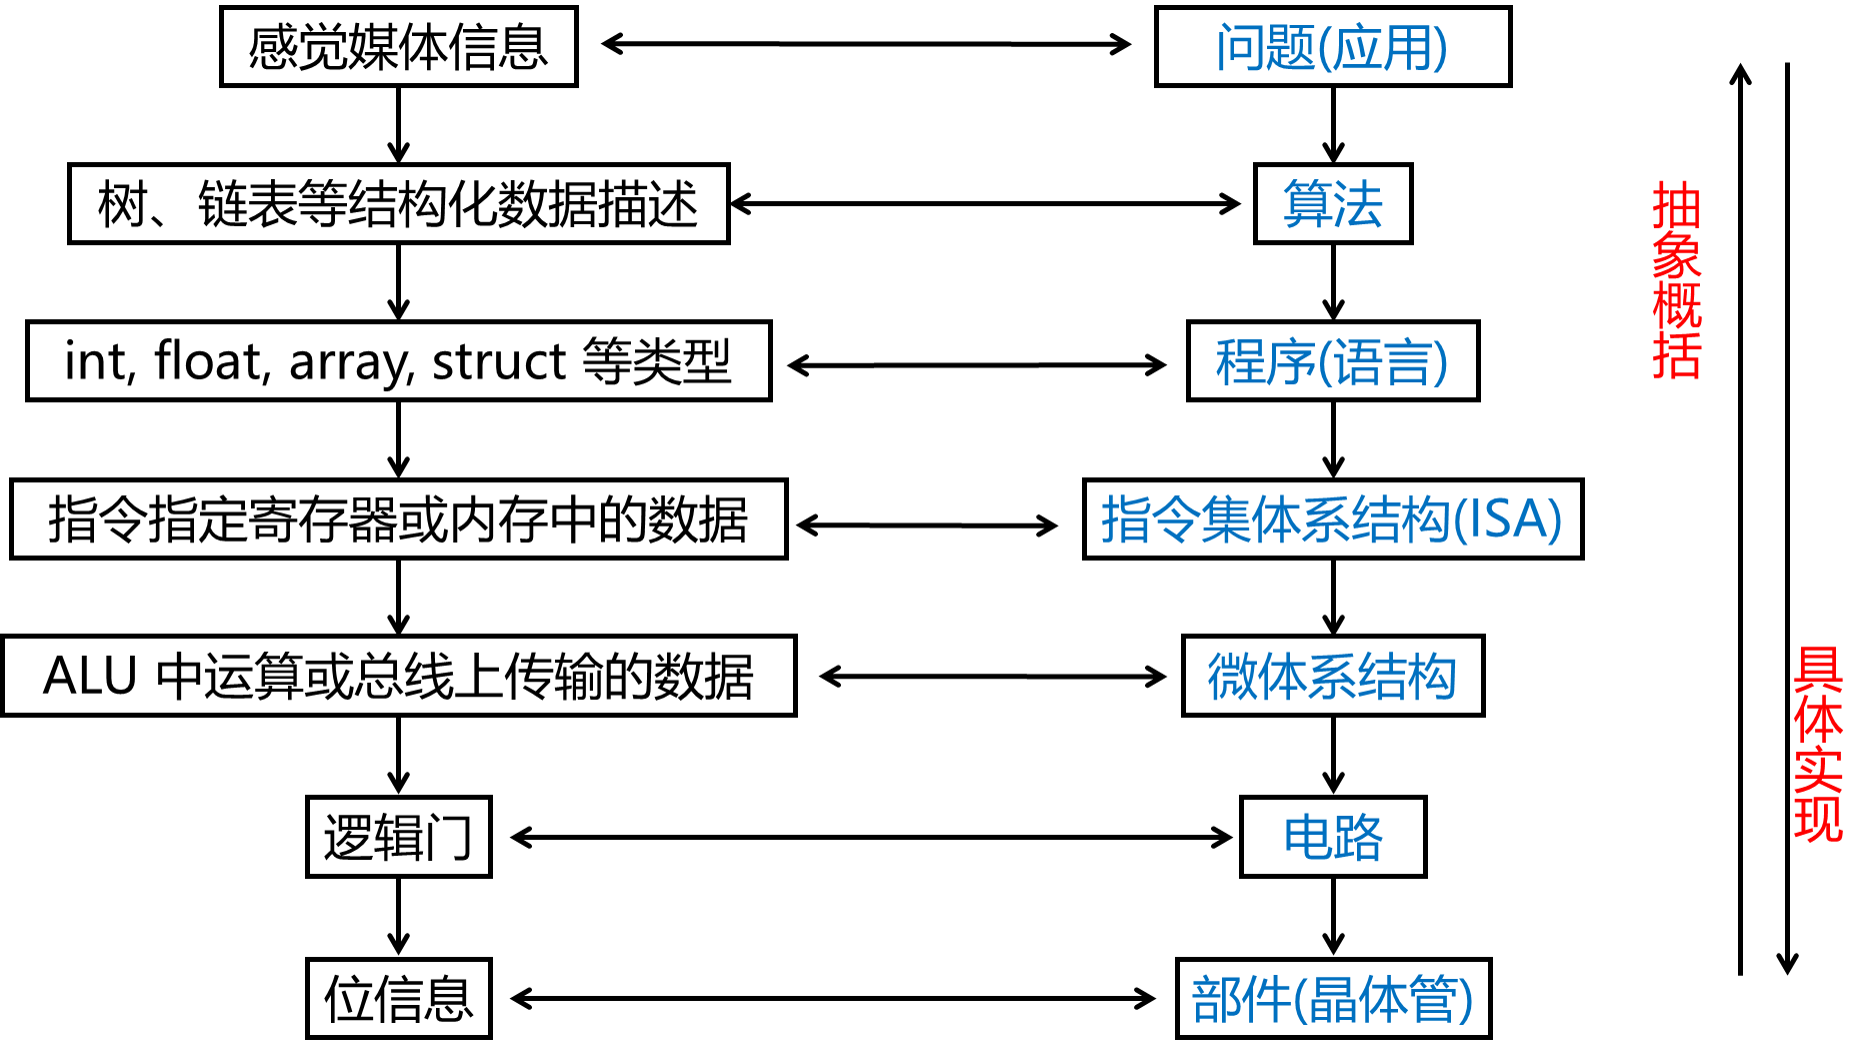 感觉媒体信息
问题(应用)
树、链表等结构化数据描述
算法
int, float, array, struct 等类型
程序(语言)
指令指定寄存器或内存中的数据
指令集体系结构(ISA)
ALU 中运算或总线上传输的数据
微体系结构
逻辑门
电路
位信息
部件(晶体管)
抽象概括
具体实现